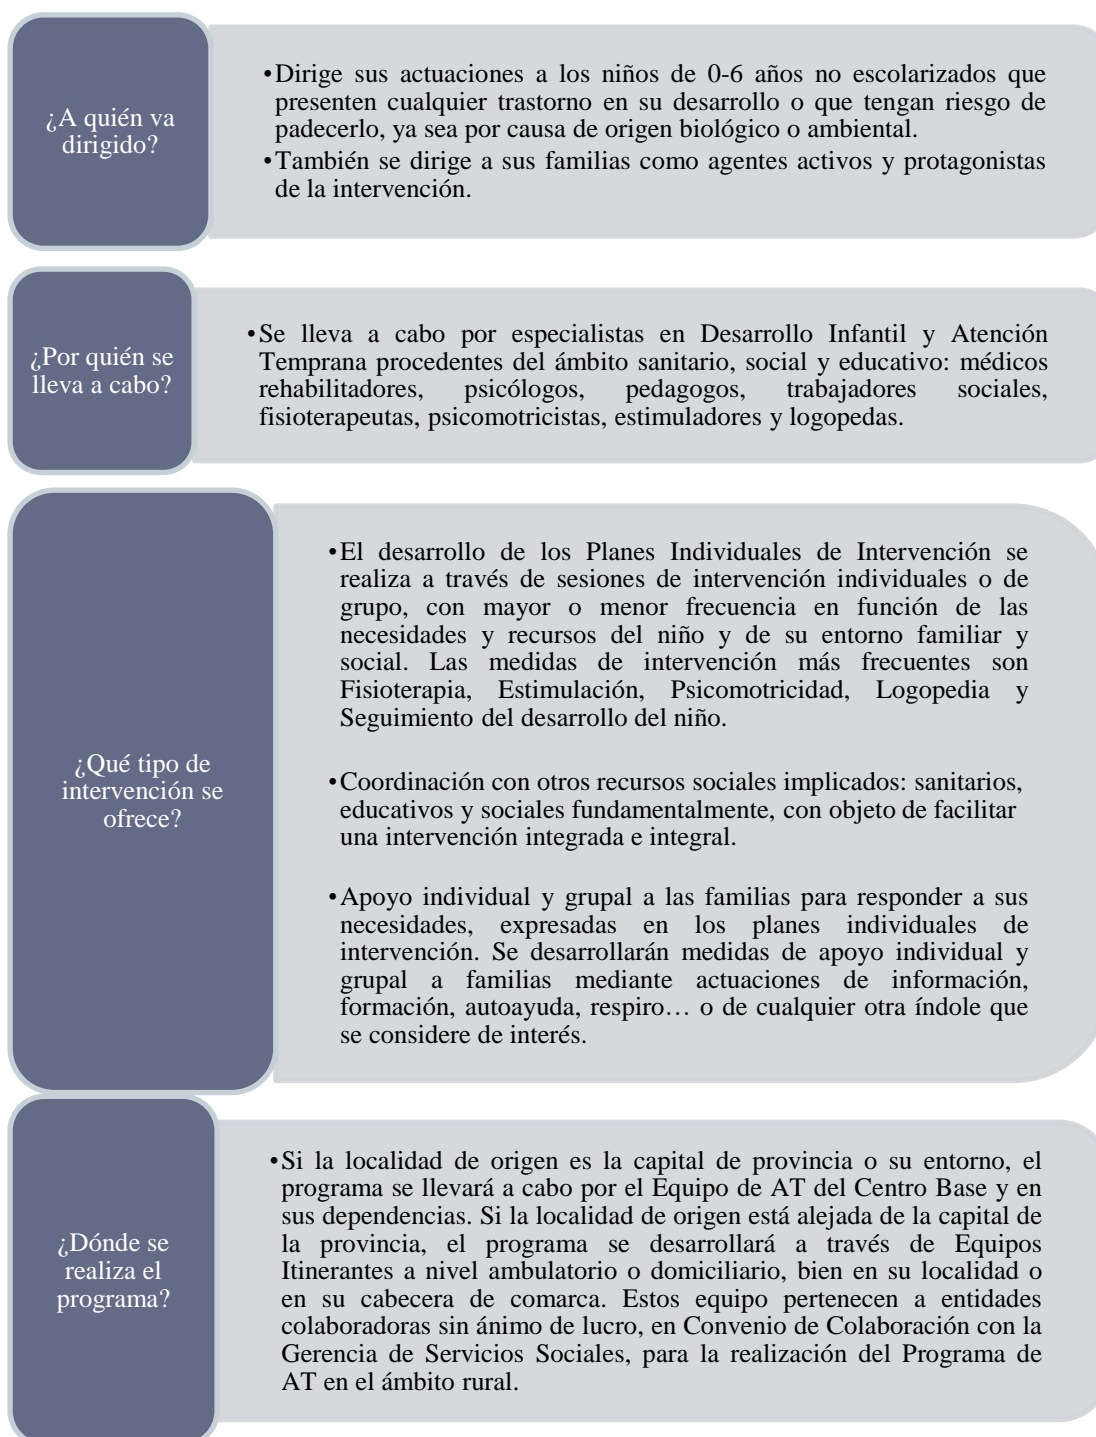 ¿A quién va
dirigido?
•Dirige sus actuaciones a los niños de 0-6 años no escolarizados que
presenten cualquier trastorno en su desarrollo o que tengan riesgo de
padecerlo, ya sea por causa de origen biológico o ambiental.
•También se dirige a sus familias como agentes activos y protagonistas
de la intervención.
¿Por quién se
lleva a cabo?
•Se lleva a cabo por especialistas en Desarrollo Infantil y Atención
Temprana procedentes del ámbito sanitario, social y educativo: médicos
rehabilitadores, psicólogos, pedagogos, trabajadores sociales,
fisioterapeutas, psicomotricistas, estimuladores y logopedas.
¿Qué tipo de
intervención se
ofrece?
•El desarrollo de los Planes Individuales de Intervención se
realiza a través de sesiones de intervención individuales o de
grupo, con mayor o menor frecuencia en función de las
necesidades y recursos del niño y de su entorno familiar y
social. Las medidas de intervención más frecuentes son
Fisioterapia, Estimulación, Psicomotricidad, Logopedia y
Seguimiento del desarrollo del niño.
•Coordinación con otros recursos sociales implicados: sanitarios,
educativos y sociales fundamentalmente, con objeto de facilitar
una intervención integrada e integral.
•Apoyo individual y grupal a las familias para responder a sus
necesidades, expresadas en los planes individuales de
intervención. Se desarrollarán medidas de apoyo individual y
grupal a familias mediante actuaciones de información,
formación, autoayuda, respiro… o de cualquier otra índole que
se considere de interés.
¿Dónde se
realiza el
programa?
•Si la localidad de origen es la capital de provincia o su entorno, el
programa se llevará a cabo por el Equipo de AT del Centro Base y en
sus dependencias. Si la localidad de origen está alejada de la capital de
la provincia, el programa se desarrollará a través de Equipos
Itinerantes a nivel ambulatorio o domiciliario, bien en su localidad o
en su cabecera de comarca. Estos equipo pertenecen a entidades
colaboradoras sin ánimo de lucro, en Convenio de Colaboración con la
Gerencia de Servicios Sociales, para la realización del Programa de
AT en el ámbito rural.